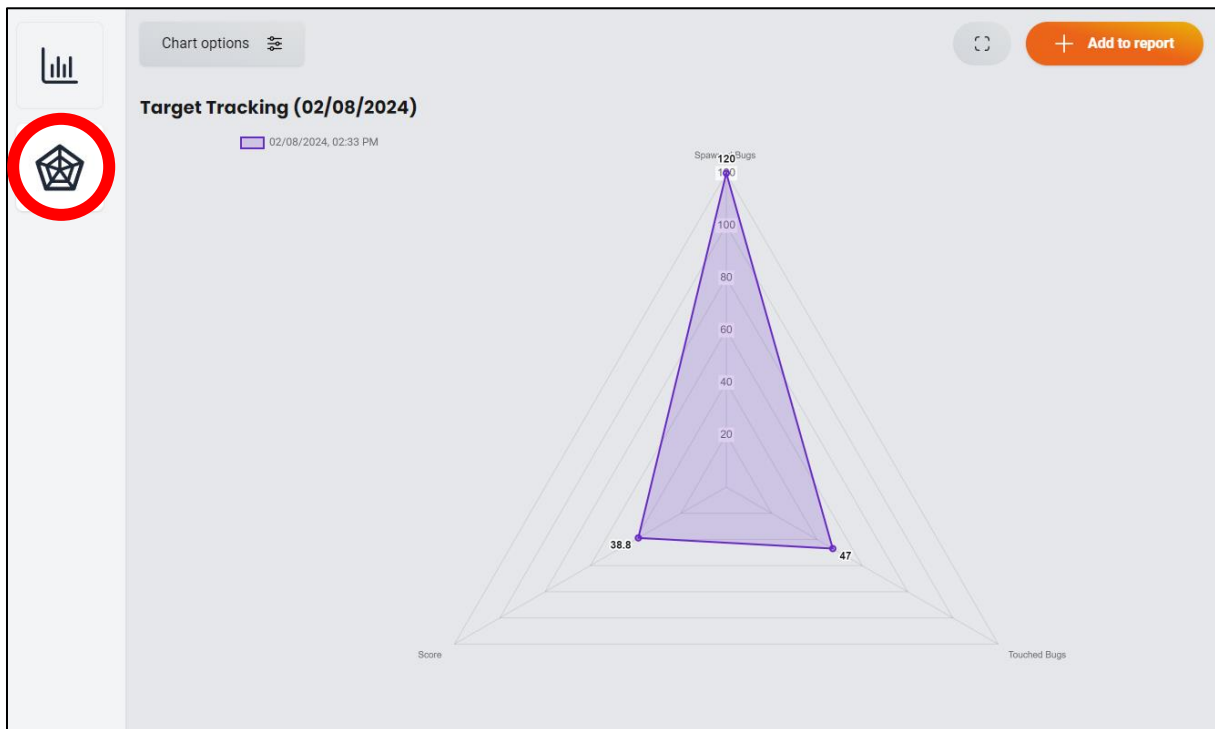 Chart options
Add to report
Target Tracking (02/08/2024)
02/08/2024, 02:33 PM
Bugs
120
100
80
60
40
20
38.8
47
Score
Touched Bugs